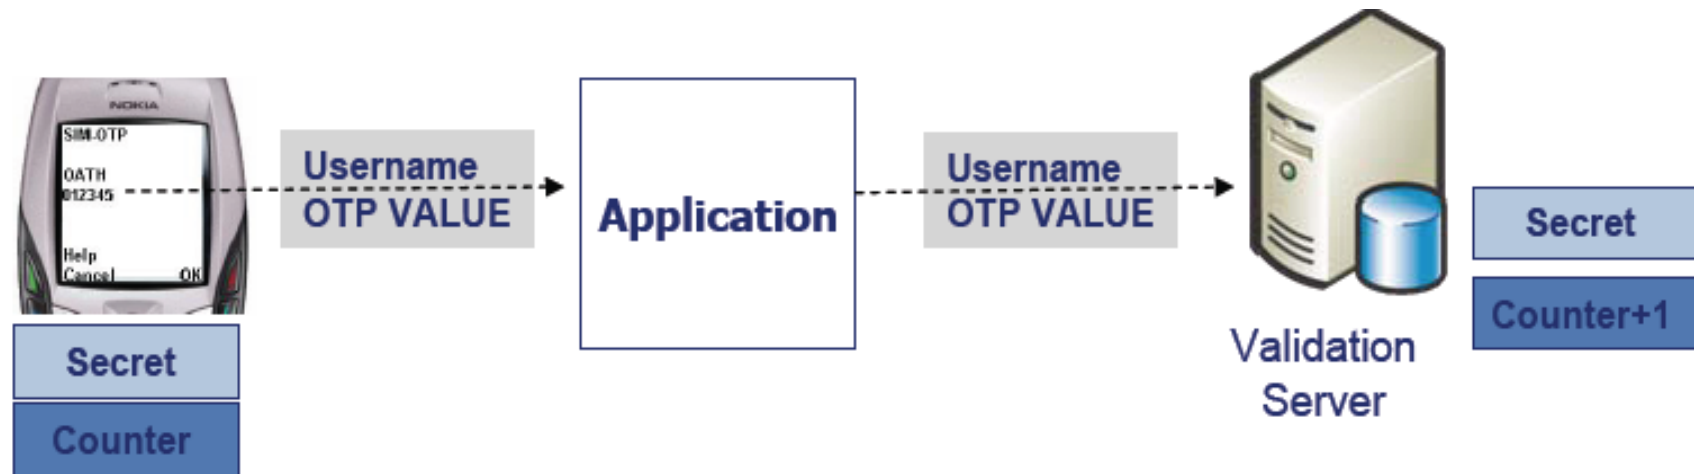 NOKIA
SIM-OTP
OATH
012345
Help
Cancel OK
Secret
Counter
Username
OTP VALUE
Application
Username
OTP VALUE
Validation
Server
Secret
Counter+1